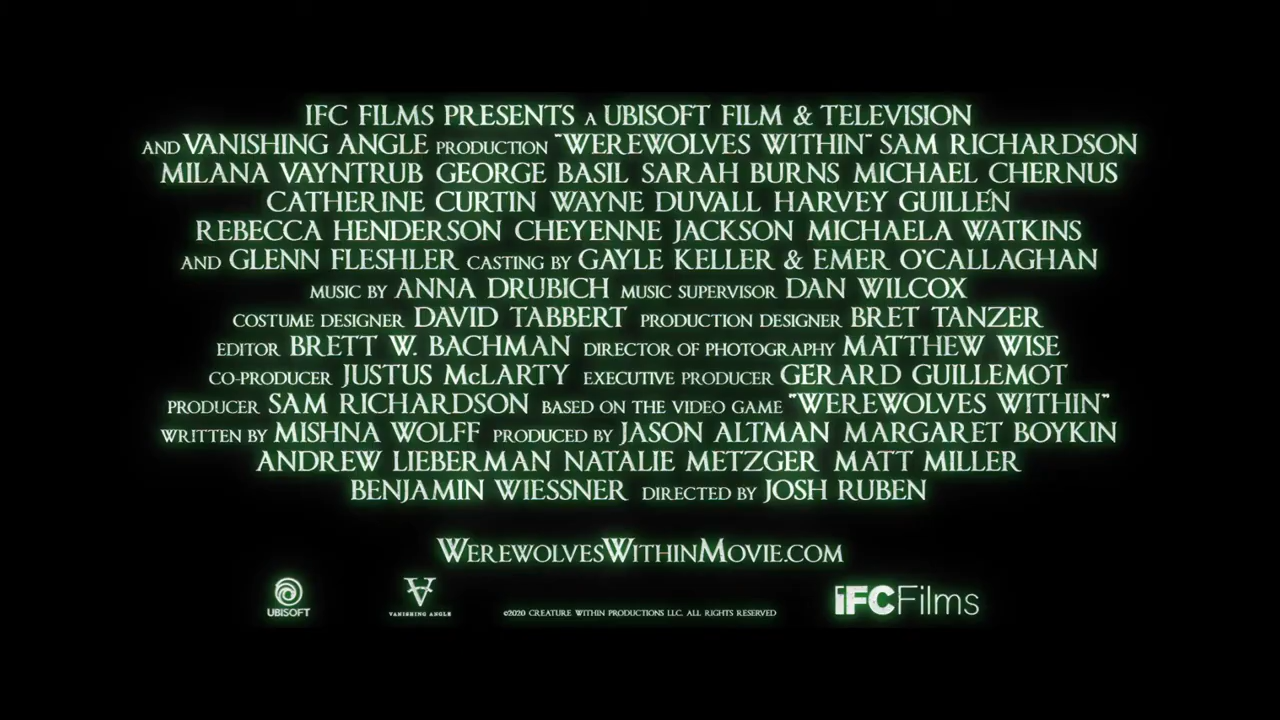 IFC FILMS PRESENTS A UBISOFT FILM & TELEVISION
AND VANISHING ANGLE PRODUCTION "WEREWOLVES WITHIN" SAM RICHARDSON
MILANA VAYNTRUB GEORGE BASIL SARAH BURNS MICHAEL CHERNUS
CATHERINE CURTIN WAYNE DUVALL HARVEY GUILLÉN
REBECCA HENDERSON CHEYENNE JACKSON MICHAELA WATKINS
AND GLENN FLESHLER CASTING BY GAYLE KELLER & EMER O'CALLAGHAN
MUSIC BY ANNA DRUBICH MUSIC SUPERVISOR DAN WILCOX
COSTUME DESIGNER DAVID TABBERT PRODUCTION DESIGNER BRET TANZER
EDITOR BRETT W. BACHMAN DIRECTOR OF PHOTOGRAPHY MATTHEW WISE
CO-PRODUCER JUSTUS McLARTY EXECUTIVE PRODUCER GERARD GUILLEMOT
PRODUCER SAM RICHARDSON BASED ON THE VIDEO GAME "WEREWOLVES WITHIN"
WRITTEN BY MISHNA WOLFF PRODUCED BY JASON ALTMAN MARGARET BOYKIN
ANDREW LIEBERMAN NATALIE METZGER MATT MILLER
BENJAMIN WIESSNER DIRECTED BY JOSH RUBEN
WEREWOLVESWITHINMOVIE.COM
UBISOFT
VANISHING ANGLE
©2020 CREATURE WITHIN PRODUCTIONS LLC. ALL RIGHTS RESERVED
IFCFilms